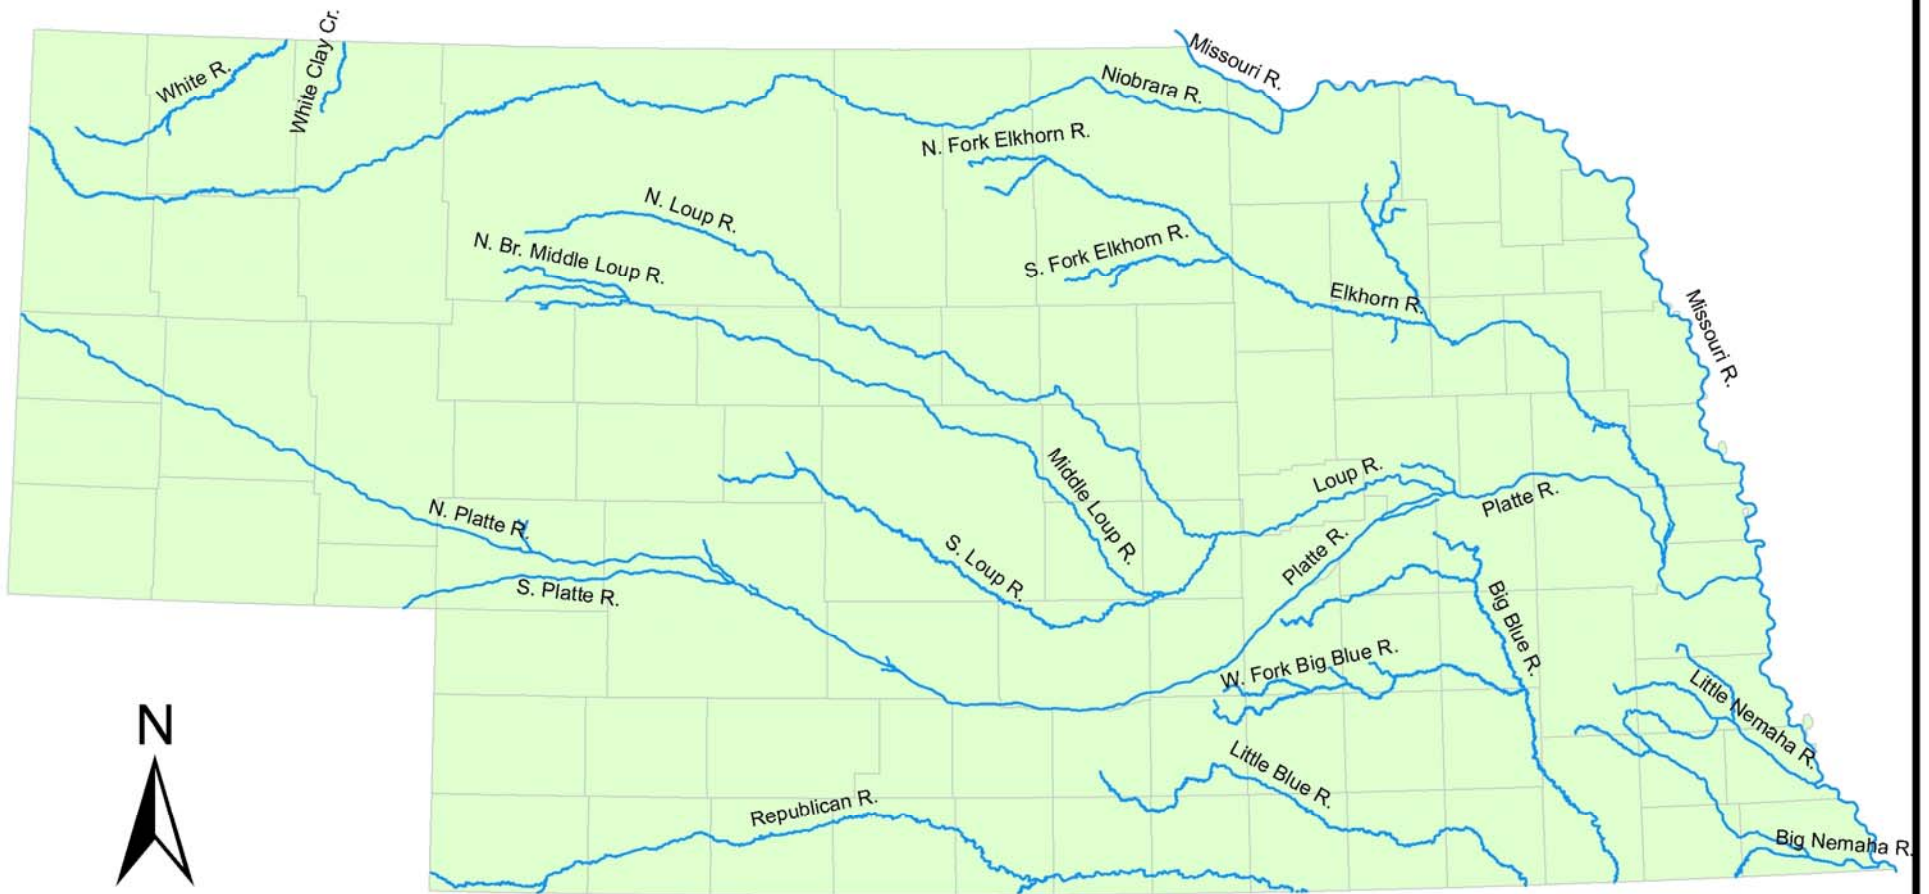 White R.
White Clay Cr.
Missouri R.
Niobrara R.
N. Fork Elkhorn R.
N. Loup R.
N. Br. Middle Loup R.
S. Fork Elkhorn R.
Elkhorn R.
Missouri R.
Middle Loup R.
Loup R.
Platte R.
N. Platte R.
S. Platte R.
S. Loup R.
Platte R.
Big Blue R.
W. Fork Big Blue R.
Little Nemaha R.
N
Little Blue R.
Republican R.
Big Nemaha R.